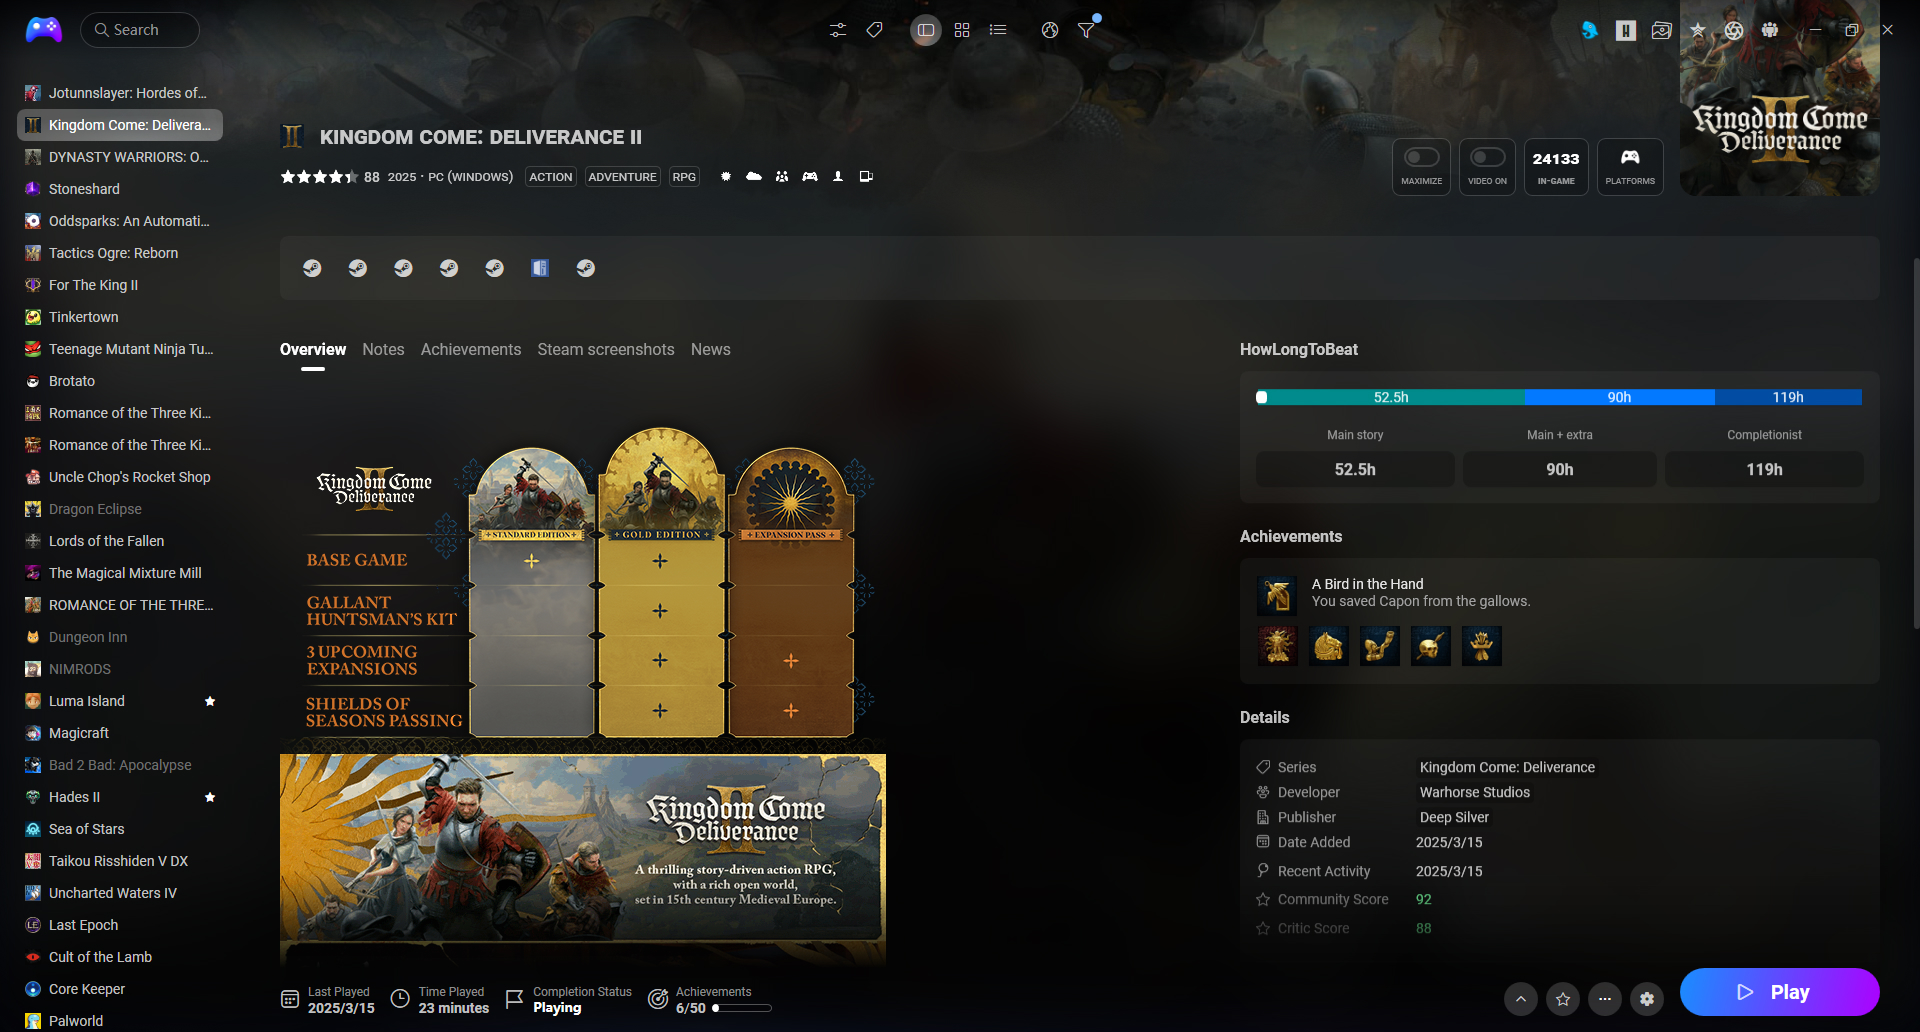 Search
Jotunnslayer: Hordes of...
Kingdom Come: Delivera...
DYNASTY WARRIORS: O...
Stoneshard
Oddsparks: An Automati...
Tactics Ogre: Reborn
For The King II
Tinkertown
Teenage Mutant Ninja Tu...
Brotato
Romance of the Three Ki...
Romance of the Three Ki...
Uncle Chop's Rocket Shop
Dragon Eclipse
Lords of the Fallen
The Magical Mixture Mill
ROMANCE OF THE THRE...
Dungeon Inn
NIMRODS
Luma Island
Magicraft
Bad 2 Bad: Apocalypse
Hades II
Sea of Stars
Taikou Risshiden V DX
Uncharted Waters IV
Last Epoch
Cult of the Lamb
Core Keeper
Palworld
KINGDOM COME: DELIVERANCE II
88 2025 · PC (WINDOWS) ACTION ADVENTURE RPG
MAXIMIZE
VIDEO ON
24133
IN-GAME
PLATFORMS
Kingdom Come
Deliverance
II
Overview Notes Achievements Steam screenshots News
Kingdom Come
Deliverance
II
+ STANDARD EDITION +
+ GOLD EDITION +
+ EXPANSION PASS +
BASE GAME
GALLANT
HUNTSMAN'S KIT
3 UPCOMING
EXPANSIONS
SHIELDS OF
SEASONS PASSING
Kingdom Come
Deliverance
II
A thrilling story-driven action RPG,
with a rich open world,
set in 15th century Medieval Europe.
HowLongToBeat
52.5h 90h 119h
Main story Main + extra Completionist
52.5h 90h 119h
Achievements
A Bird in the Hand
You saved Capon from the gallows.
Details
Series Kingdom Come: Deliverance
Developer Warhorse Studios
Publisher Deep Silver
Date Added 2025/3/15
Recent Activity 2025/3/15
Community Score 92
Critic Score 88
Last Played
2025/3/15
Time Played
23 minutes
Completion Status
Playing
Achievements
6/50
Play